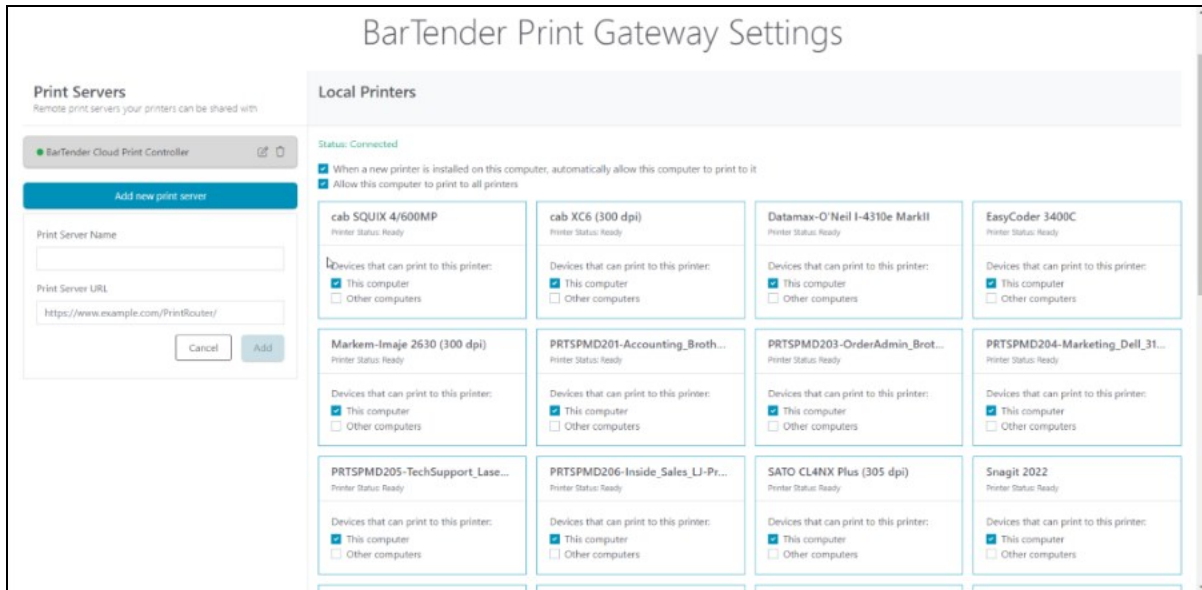 BarTender Print Gateway Settings
Print Servers
Remote print servers your printers can be shared with
BarTender Cloud Print Controller
Add new print server
Print Server Name
Print Server URL
https://www.example.com/PrintRouter/
Cancel
Add
Local Printers
Status: Connected
When a new printer is installed on this computer, automatically allow this computer to print to it
Allow this computer to print to all printers
cab SQUIX 4/600MP
Printer Status: Ready
Devices that can print to this printer:
This computer
Other computers
cab XC6 (300 dpi)
Printer Status: Ready
Devices that can print to this printer:
This computer
Other computers
Datamax-O'Neil I-4310e MarkII
Printer Status: Ready
Devices that can print to this printer:
This computer
Other computers
EasyCoder 3400C
Printer Status: Ready
Devices that can print to this printer:
This computer
Other computers
Markem-Imaje 2630 (300 dpi)
Printer Status: Ready
Devices that can print to this printer:
This computer
Other computers
PRTSPMD201-Accounting_Broth...
Printer Status: Ready
Devices that can print to this printer:
This computer
Other computers
PRTSPMD203-OrderAdmin_Brot...
Printer Status: Ready
Devices that can print to this printer:
This computer
Other computers
PRTSPMD204-Marketing_Dell_31...
Printer Status: Ready
Devices that can print to this printer:
This computer
Other computers
PRTSPMD205-TechSupport_Lase...
Printer Status: Ready
Devices that can print to this printer:
This computer
Other computers
PRTSPMD206-Inside_Sales_LJ-Pr...
Printer Status: Ready
Devices that can print to this printer:
This computer
Other computers
SATO CL4NX Plus (305 dpi)
Printer Status: Ready
Devices that can print to this printer:
This computer
Other computers
Snagit 2022
Printer Status: Ready
Devices that can print to this printer:
This computer
Other computers